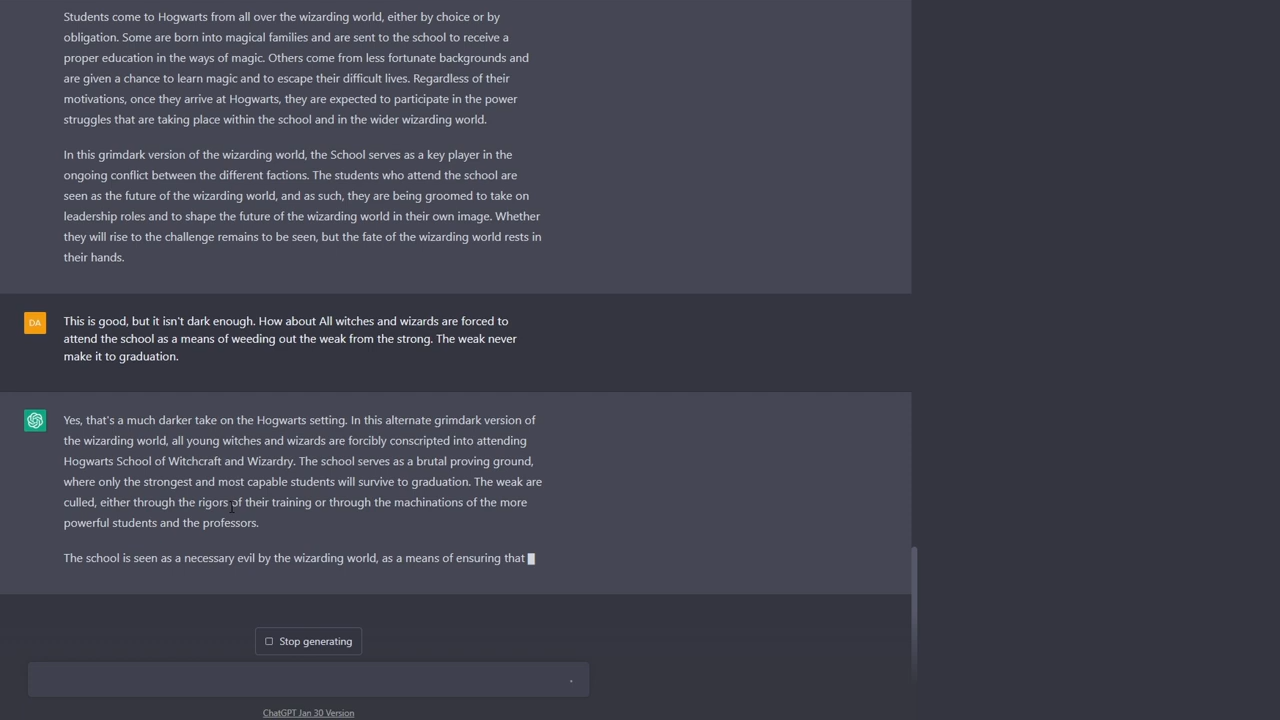 Students come to Hogwarts from all over the wizarding world, either by choice or by
obligation. Some are born into magical families and are sent to the school to receive a
proper education in the ways of magic. Others come from less fortunate backgrounds and
are given a chance to learn magic and to escape their difficult lives. Regardless of their
motivations, once they arrive at Hogwarts, they are expected to participate in the power
struggles that are taking place within the school and in the wider wizarding world.
In this grimdark version of the wizarding world, the School serves as a key player in the
ongoing conflict between the different factions. The students who attend the school are
seen as the future of the wizarding world, and as such, they are being groomed to take on
leadership roles and to shape the future of the wizarding world in their own image. Whether
they will rise to the challenge remains to be seen, but the fate of the wizarding world rests in
their hands.
DA
This is good, but it isn't dark enough. How about All witches and wizards are forced to
attend the school as a means of weeding out the weak from the strong. The weak never
make it to graduation.
Yes, that's a much darker take on the Hogwarts setting. In this alternate grimdark version of
the wizarding world, all young witches and wizards are forcibly conscripted into attending
Hogwarts School of Witchcraft and Wizardry. The school serves as a brutal proving ground,
where only the strongest and most capable students will survive to graduation. The weak are
culled, either through the rigors of their training or through the machinations of the more
powerful students and the professors.
The school is seen as a necessary evil by the wizarding world, as a means of ensuring that
Stop generating
ChatGPT Jan 30 Version